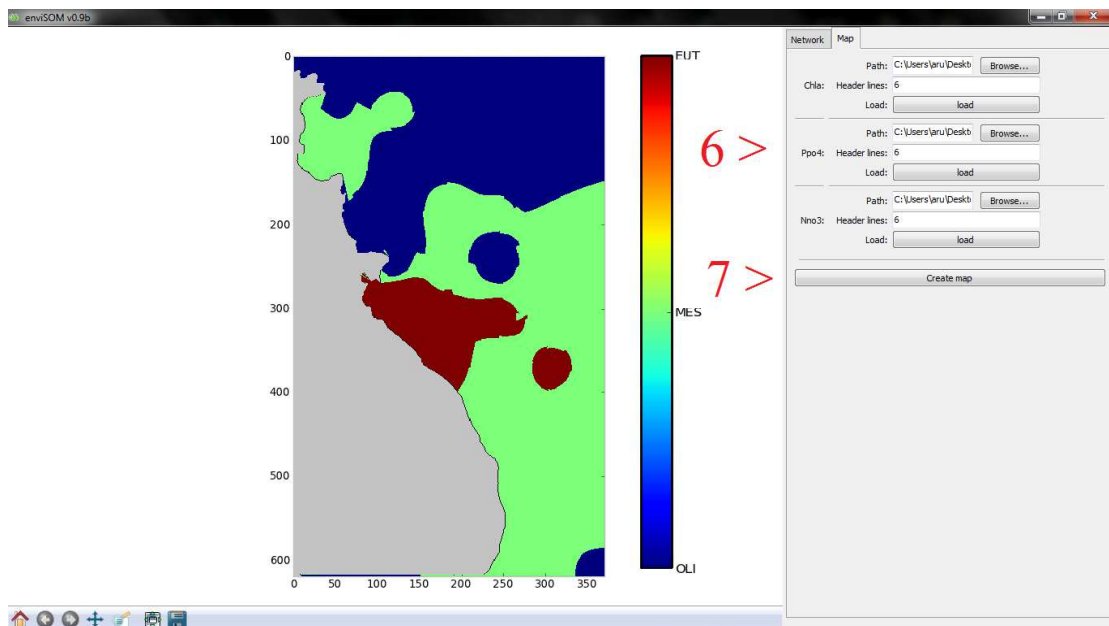 enviSOM v0.9b
0
100
200
300
400
500
600
0 50 100 150 200 250 300 350
EUT
MES
OLI
6 >
7 >
Network Map
Path: C:\Users\aru\Deskt Browse...
Chla: Header lines: 6
Load: load
Path: C:\Users\aru\Deskt Browse...
Ppo4: Header lines: 6
Load: load
Path: C:\Users\aru\Deskt Browse...
Nno3: Header lines: 6
Load: load
Create map